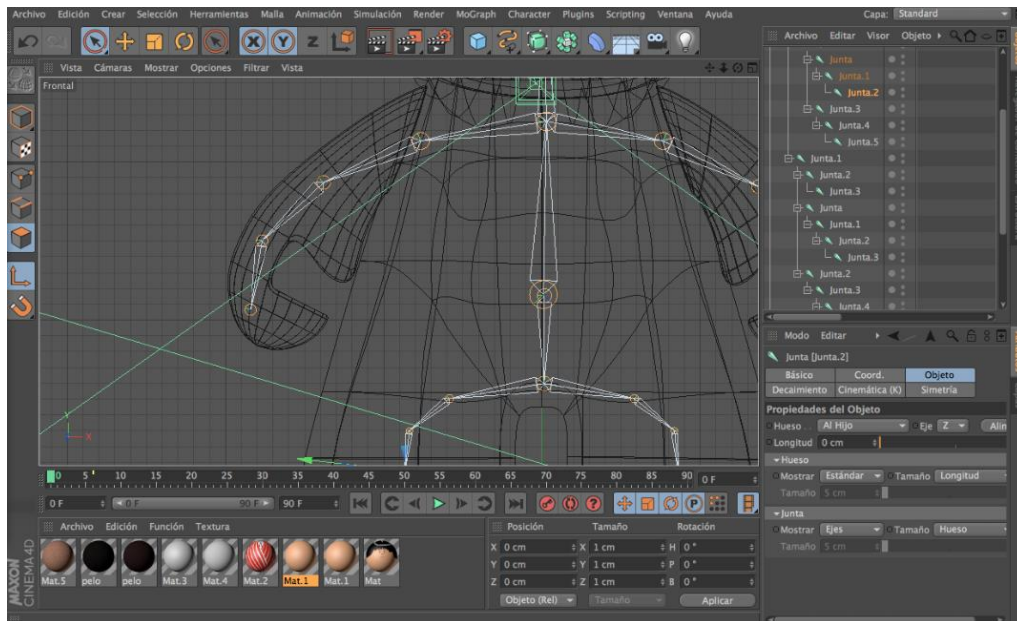 Archivo Edición Crear Selección Herramientas Malla Animación Simulación Render MoGraph Character Plugins Scripting Ventana Ayuda Capa: Standard
Archivo Editar Visor Objeto
Vista Cámaras Mostrar Opciones Filtrar Vista
Frontal
Junta
Junta.1
Junta.2
Junta.3
Junta.4
Junta.5
Junta.1
Junta.2
Junta.3
Junta
Junta.1
Junta.2
Junta.3
Junta.2
Junta.3
Junta.4
Y
X
Modo Editar
Junta [Junta.2]
Básico Coord. Objeto
Decaimiento Cinemática (K) Simetría
Propiedades del Objeto
Hueso . . Al Hijo Eje Z Alin
Longitud 0 cm
Hueso
Mostrar Estándar Tamaño Longitud
Tamaño 5 cm
Junta
Mostrar Ejes Tamaño Hueso
Tamaño 5 cm
0 5 10 15 20 25 30 35 40 45 50 55 60 65 70 75 80 85 90 0 F
0 F 0 F 90 F 90 F
Archivo Edición Función Textura
Mat.5 pelo pelo Mat.3 Mat.4 Mat.2 Mat.1 Mat.1 Mat
Posición Tamaño Rotación
X 0 cm X 1 cm H 0 °
Y 0 cm Y 1 cm P 0 °
Z 0 cm Z 1 cm B 0 °
Objeto (Rel) Tamaño Aplicar
MAXON
CINEMA 4D